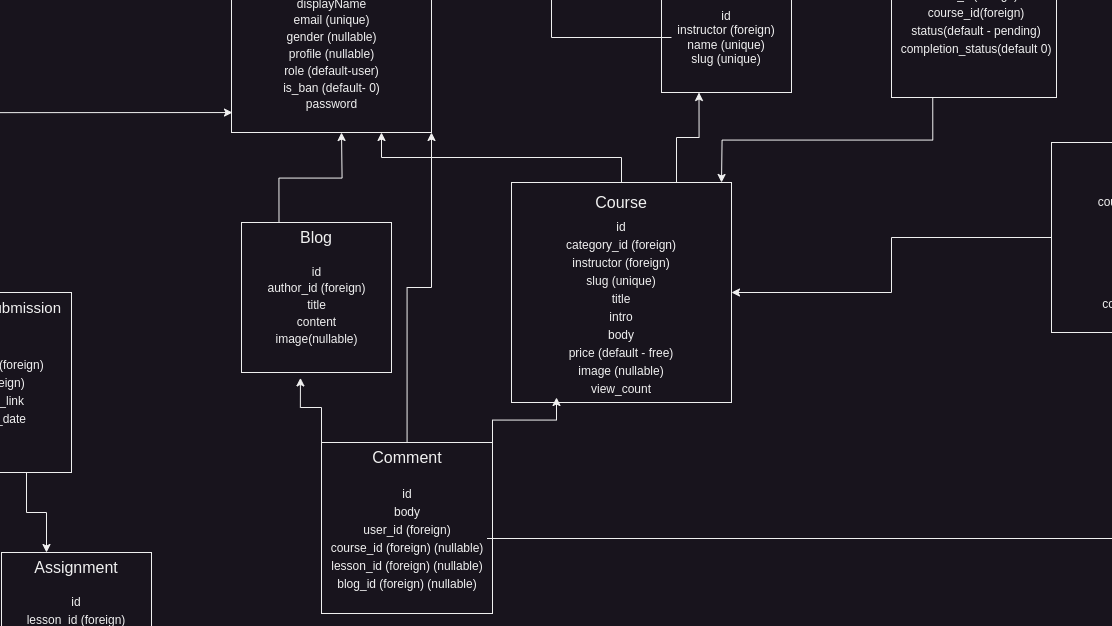 displayName
email (unique)
gender (nullable)
profile (nullable)
role (default-user)
is_ban (default- 0)
password
id
instructor (foreign)
name (unique)
slug (unique)
course_id(foreign)
status(default - pending)
completion_status(default 0)
Blog
id
author_id (foreign)
title
content
image(nullable)
Course
id
category_id (foreign)
instructor (foreign)
slug (unique)
title
intro
body
price (default - free)
image (nullable)
view_count
cou
co
ubmission
(foreign)
eign)
_link
_date
Comment
id
body
user_id (foreign)
course_id (foreign) (nullable)
lesson_id (foreign) (nullable)
blog_id (foreign) (nullable)
Assignment
id
lesson_id (foreign)